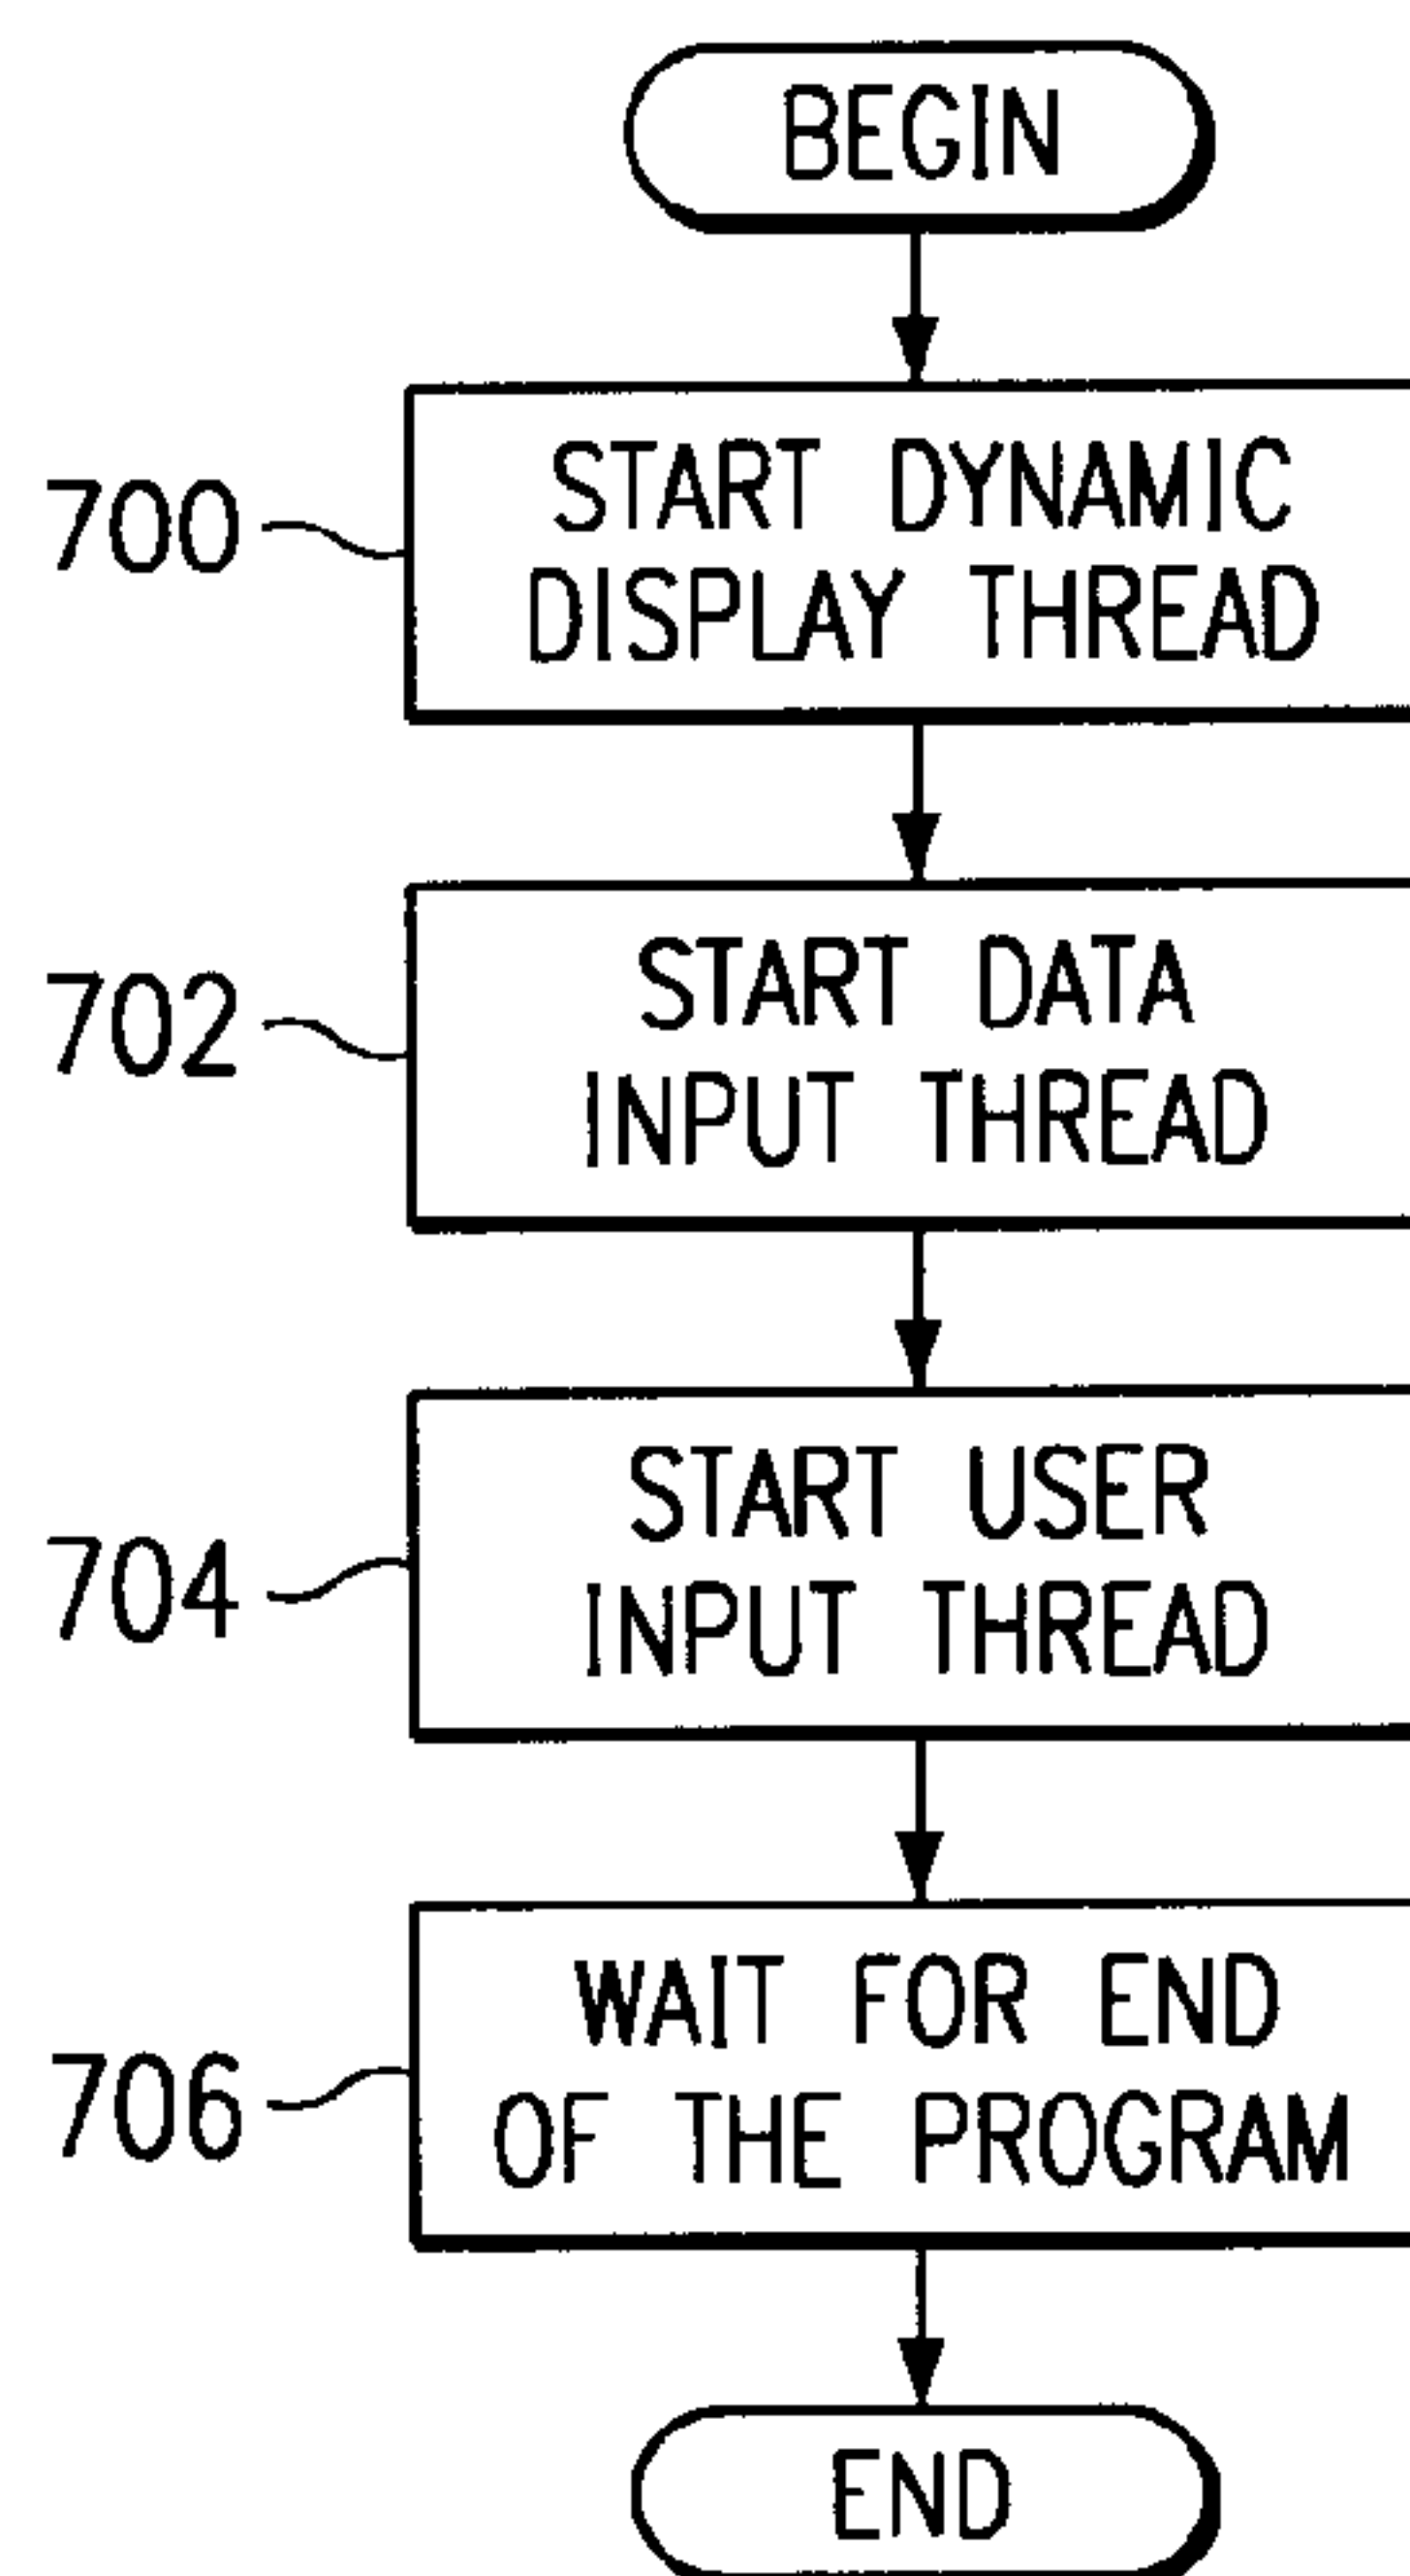 BEGIN
700
START DYNAMIC
DISPLAY THREAD
702
START DATA
INPUT THREAD
704
START USER
INPUT THREAD
706
WAIT FOR END
OF THE PROGRAM
END